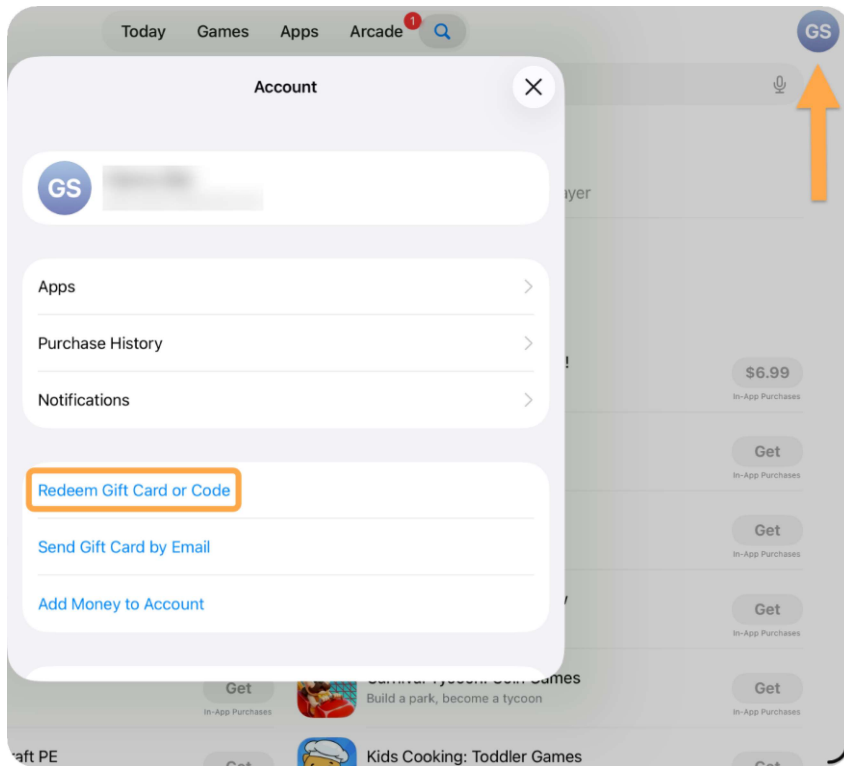 Today Games Apps Arcade 1
GS
Account
GS
ayer
Apps
Purchase History
Notifications
!
$6.99
In-App Purchases
Get
In-App Purchases
Redeem Gift Card or Code
Send Gift Card by Email
Get
In-App Purchases
Add Money to Account
Get
In-App Purchases
Get
In-App Purchases
Games
Build a park, become a tycoon
Get
In-App Purchases
aft PE
Kids Cooking: Toddler Games